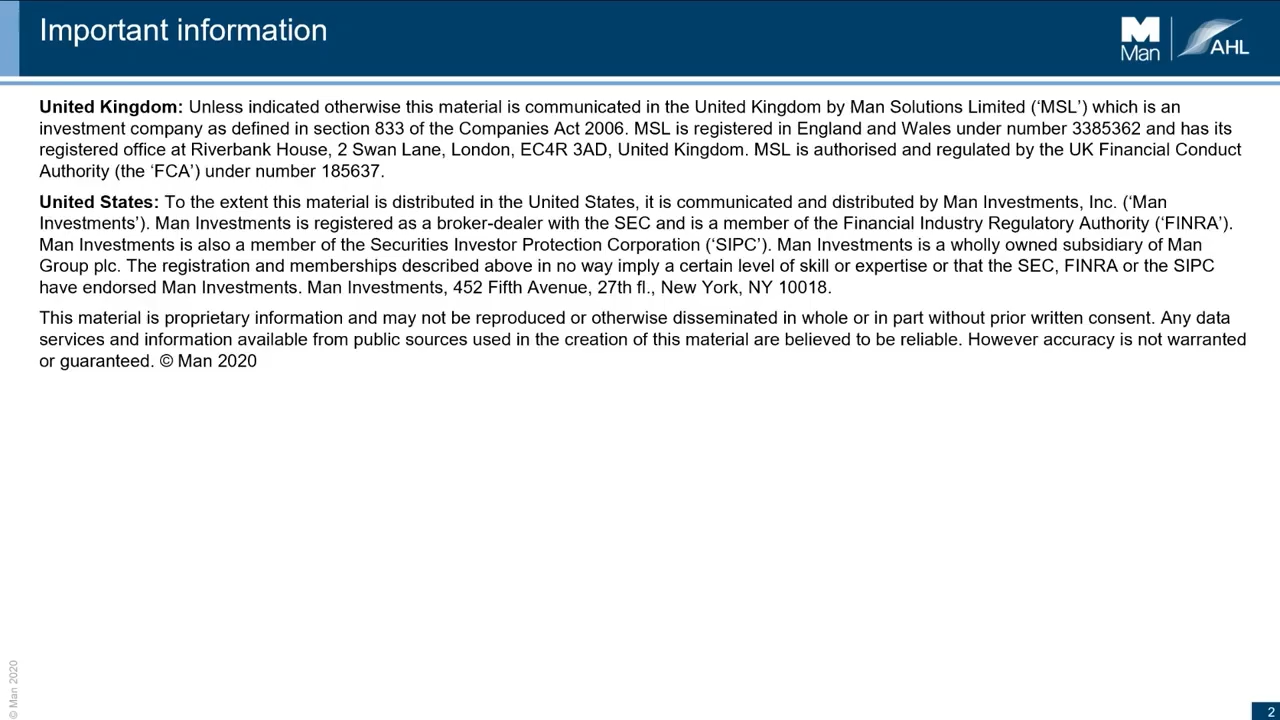 Important information
M
Man
AHL
United Kingdom: Unless indicated otherwise this material is communicated in the United Kingdom by Man Solutions Limited (‘MSL’) which is an
investment company as defined in section 833 of the Companies Act 2006. MSL is registered in England and Wales under number 3385362 and has its
registered office at Riverbank House, 2 Swan Lane, London, EC4R 3AD, United Kingdom. MSL is authorised and regulated by the UK Financial Conduct
Authority (the ‘FCA’) under number 185637.
United States: To the extent this material is distributed in the United States, it is communicated and distributed by Man Investments, Inc. (‘Man
Investments’). Man Investments is registered as a broker-dealer with the SEC and is a member of the Financial Industry Regulatory Authority (‘FINRA’).
Man Investments is also a member of the Securities Investor Protection Corporation (‘SIPC’). Man Investments is a wholly owned subsidiary of Man
Group plc. The registration and memberships described above in no way imply a certain level of skill or expertise or that the SEC, FINRA or the SIPC
have endorsed Man Investments. Man Investments, 452 Fifth Avenue, 27th fl., New York, NY 10018.
This material is proprietary information and may not be reproduced or otherwise disseminated in whole or in part without prior written consent. Any data
services and information available from public sources used in the creation of this material are believed to be reliable. However accuracy is not warranted
or guaranteed. © Man 2020
© Man 2020
2